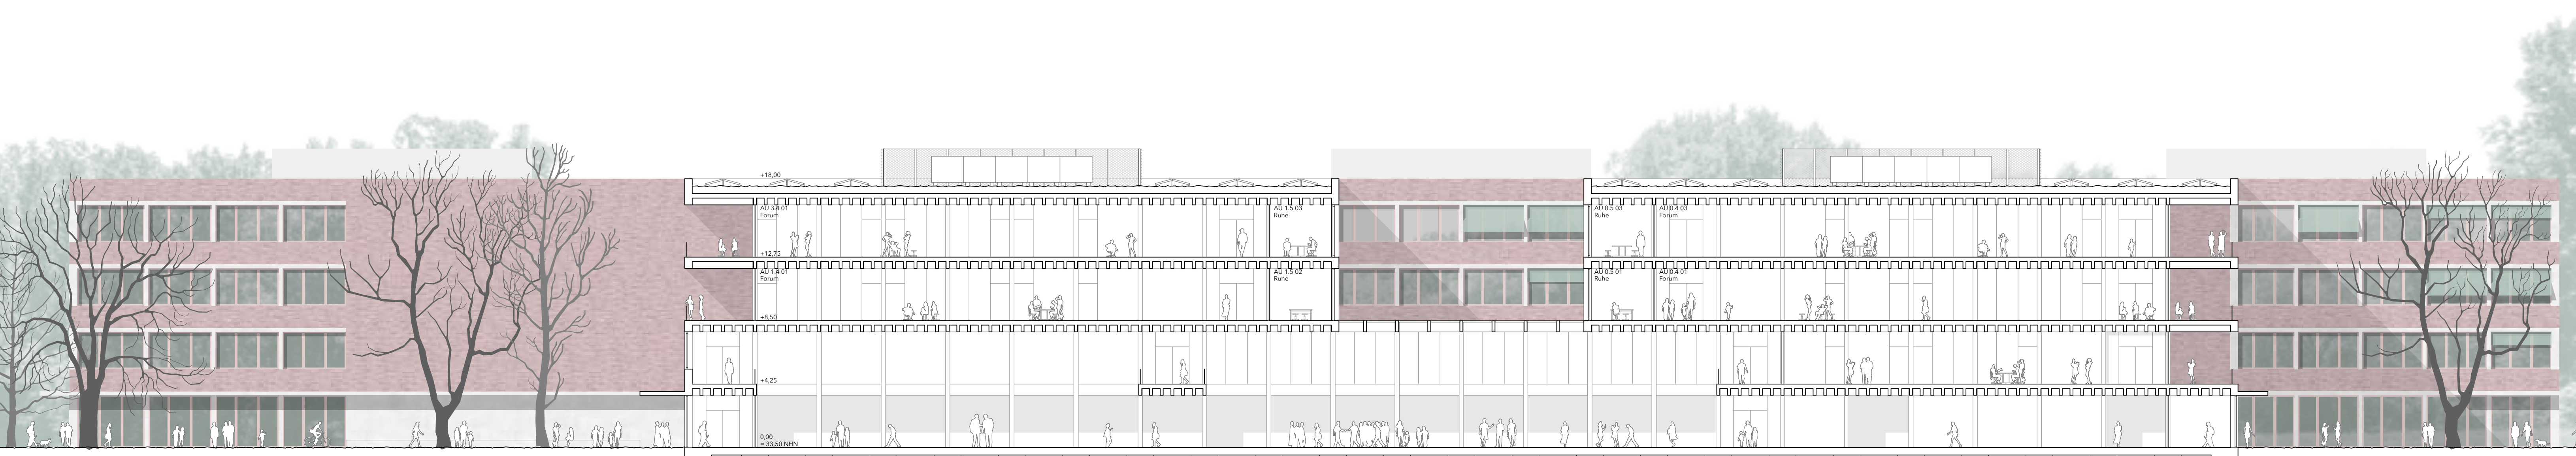 +18,00
AU 3.4 01
Forum
AU 1.5 03
Ruhe
AU 0.5 03
Ruhe
AU 0.4 03
Forum
+12,75
AU 1.4 01
Forum
AU 1.5 02
Ruhe
AU 0.5 01
Ruhe
AU 0.4 01
Forum
+8,50
+4,25
0,00
= 33,50 NHN